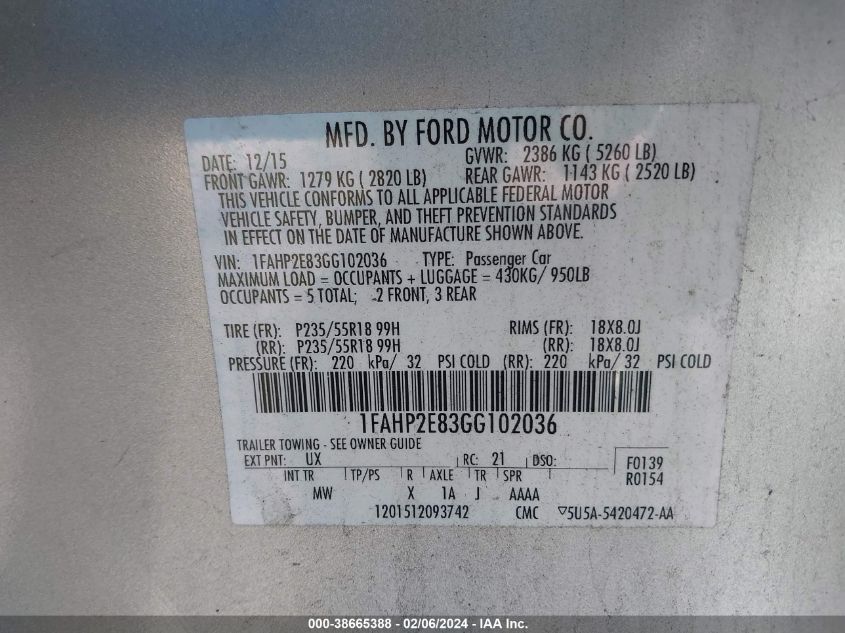 MFD. BY FORD MOTOR CO.
DATE: 12/15 GVWR: 2386 KG ( 5260 LB)
FRONT GAWR: 1279 KG ( 2820 LB) REAR GAWR: 1143 KG ( 2520 LB)
THIS VEHICLE CONFORMS TO ALL APPLICABLE FEDERAL MOTOR
VEHICLE SAFETY, BUMPER, AND THEFT PREVENTION STANDARDS
IN EFFECT ON THE DATE OF MANUFACTURE SHOWN ABOVE.
VIN: 1FAHP2E83GG102036 TYPE: Passenger Car
MAXIMUM LOAD = OCCUPANTS + LUGGAGE = 430KG/ 950LB
OCCUPANTS = 5 TOTAL; 2 FRONT, 3 REAR
TIRE (FR): P235/55R18 99H RIMS (FR): 18X8.0J
(RR): P235/55R18 99H (RR): 18X8.0J
PRESSURE (FR): 220 kPa/ 32 PSI COLD (RR): 220 kPa/ 32 PSI COLD
1FAHP2E83GG102036
TRAILER TOWING - SEE OWNER GUIDE
EXT PNT: UX RC: 21 DSO: F0139
INT TR TP/PS R AXLE TR SPR R0154
MW X 1A J AAAA
1201512093742 CMC ▽5U5A-5420472-AA
000-38665388 - 02/06/2024 - IAA Inc.